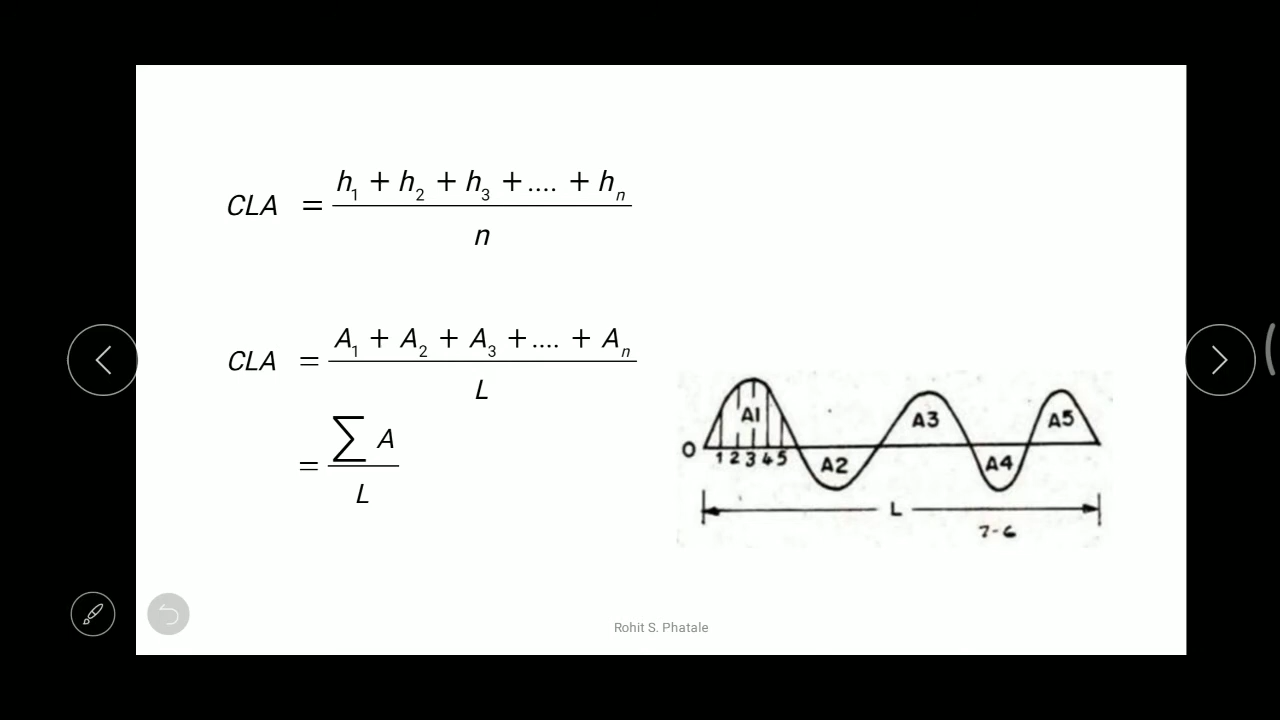 CLA = h1 + h2 + h3 + .... + hn
n
CLA = A1 + A2 + A3 + .... + An
L
= ∑ A
L
A1
A3
A5
O
1 2 3 4 5
A2
A4
L
7-6
Rohit S. Phatale